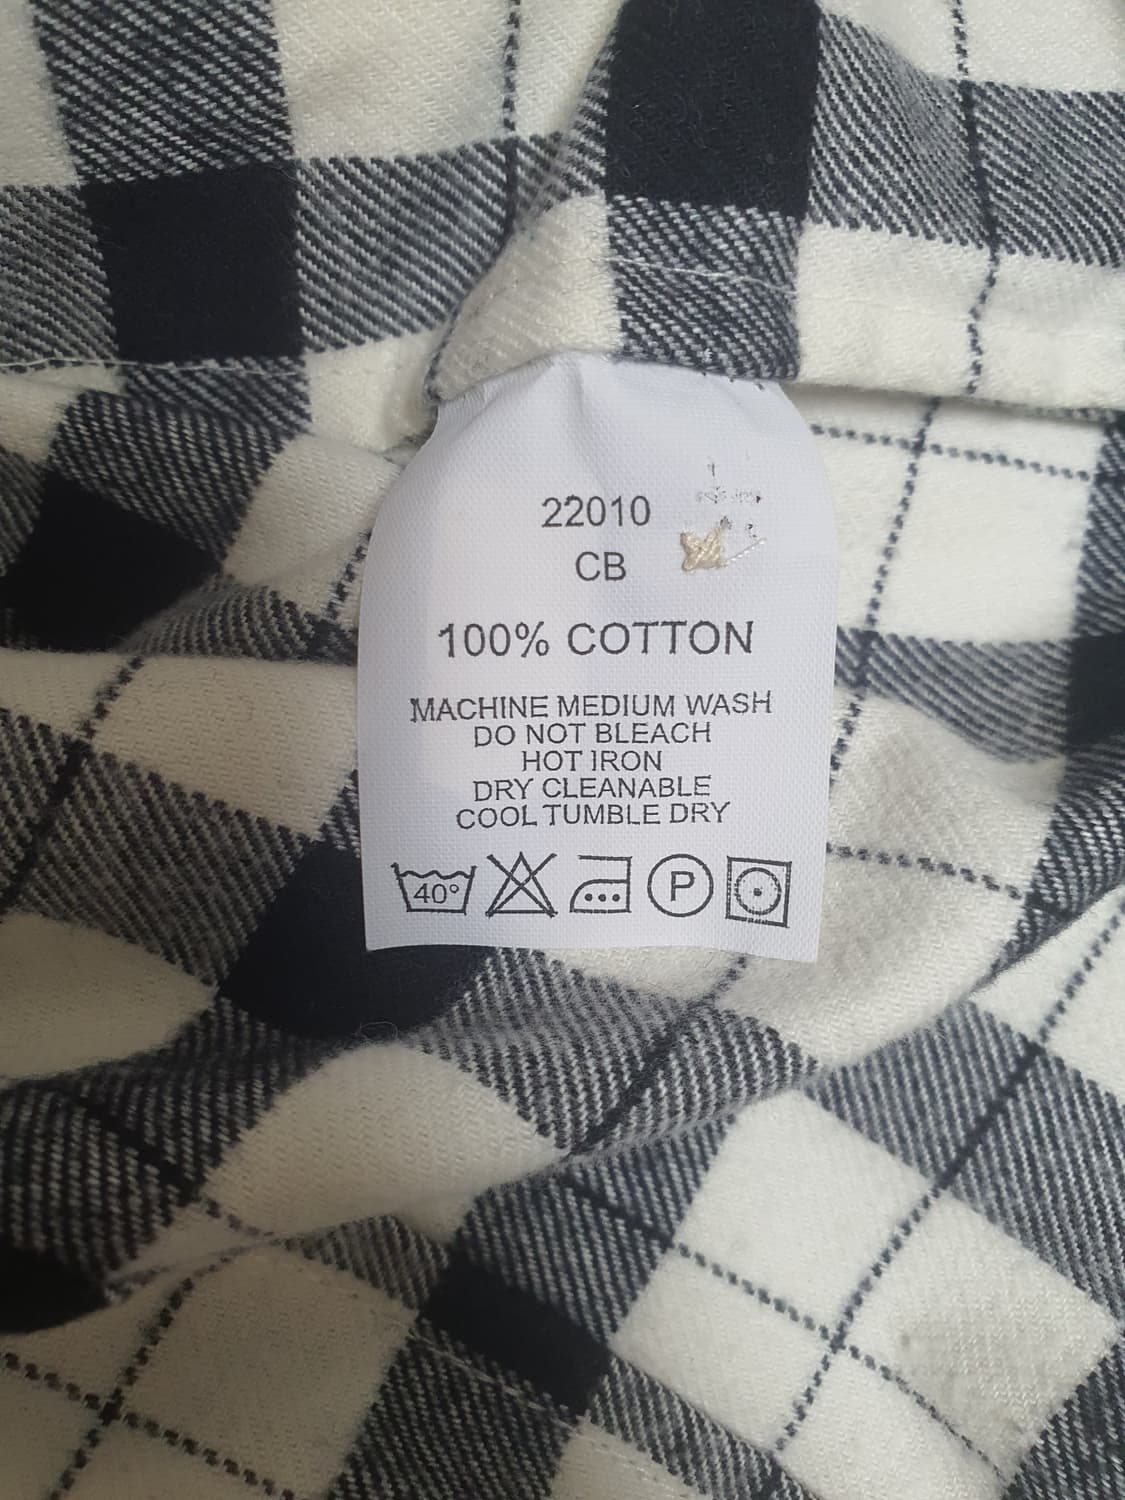 22010
CB
100% COTTON
MACHINE MEDIUM WASH
DO NOT BLEACH
HOT IRON
DRY CLEANABLE
COOL TUMBLE DRY
40° P